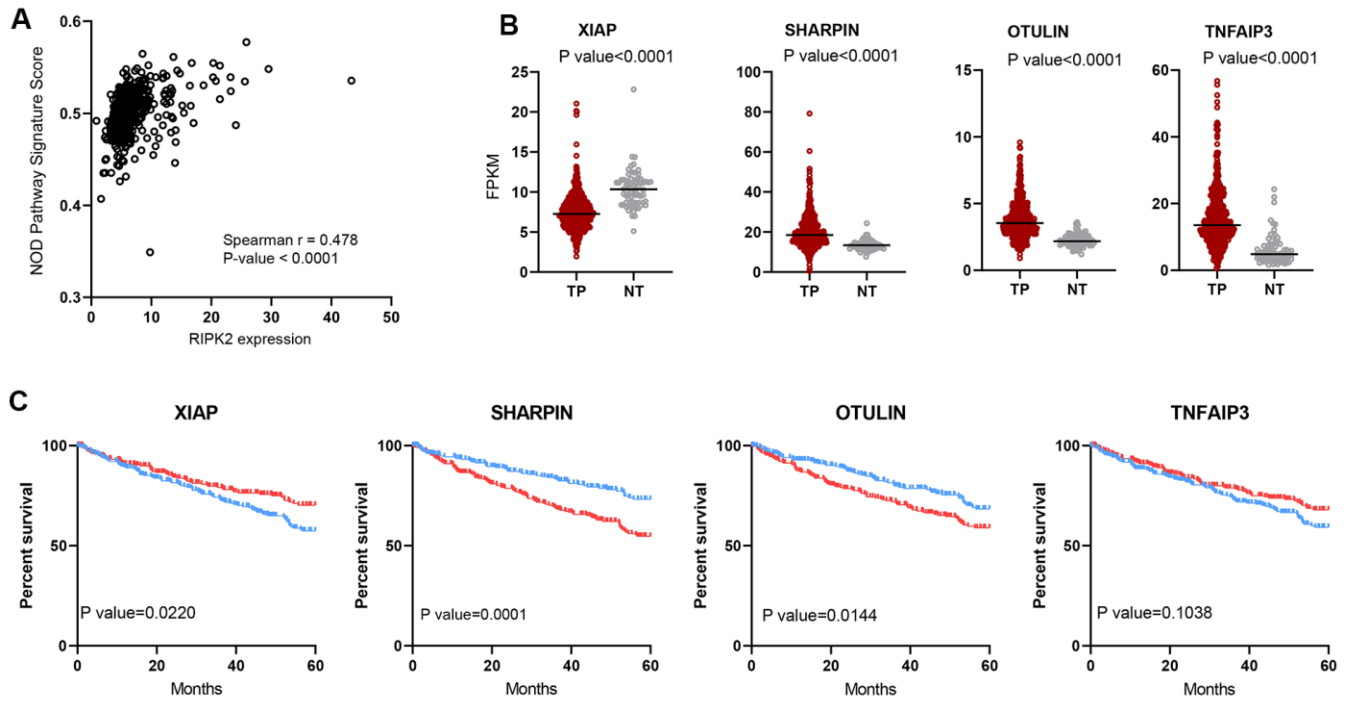 A
0.6
0.5
0.4
0.3
NOD Pathway Signature Score
Spearman r = 0.478
P-value < 0.0001
0 10 20 30 40 50
RIPK2 expression
B
XIAP
P value<0.0001
25
20
15
10
5
0
FPKM
TP NT
SHARPIN
P value<0.0001
100
80
60
40
20
0
TP NT
OTULIN
P value<0.0001
15
10
5
0
TP NT
TNFAIP3
P value<0.0001
60
40
20
0
TP NT
C
XIAP
100
50
0
Percent survival
P value=0.0220
0 20 40 60
Months
SHARPIN
100
50
0
Percent survival
P value=0.0001
0 20 40 60
Months
OTULIN
100
50
0
Percent survival
P value=0.0144
0 20 40 60
Months
TNFAIP3
100
50
0
Percent survival
P value=0.1038
0 20 40 60
Months